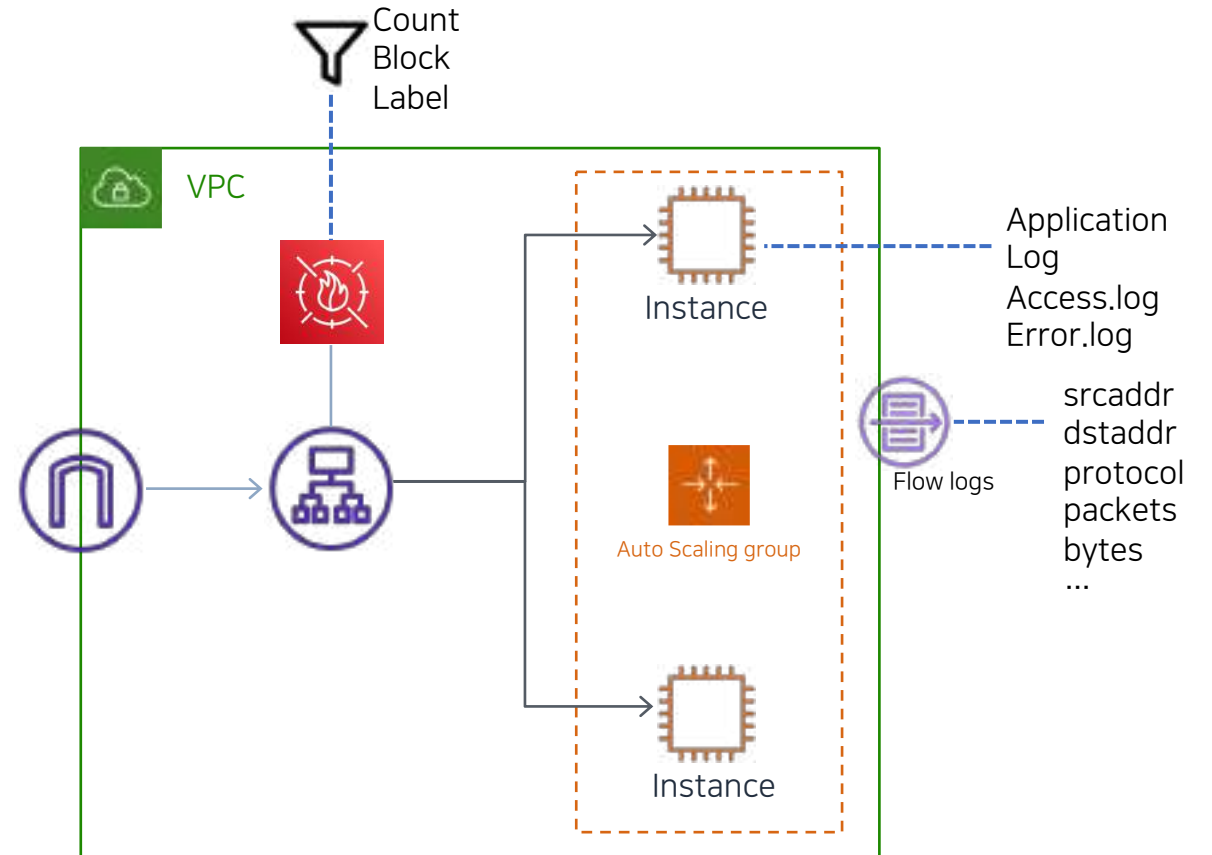 Count
Block
Label
VPC
Instance
Application
Log
Access.log
Error.log
srcaddr
dstaddr
protocol
packets
bytes
...
Flow logs
Auto Scaling group
Instance